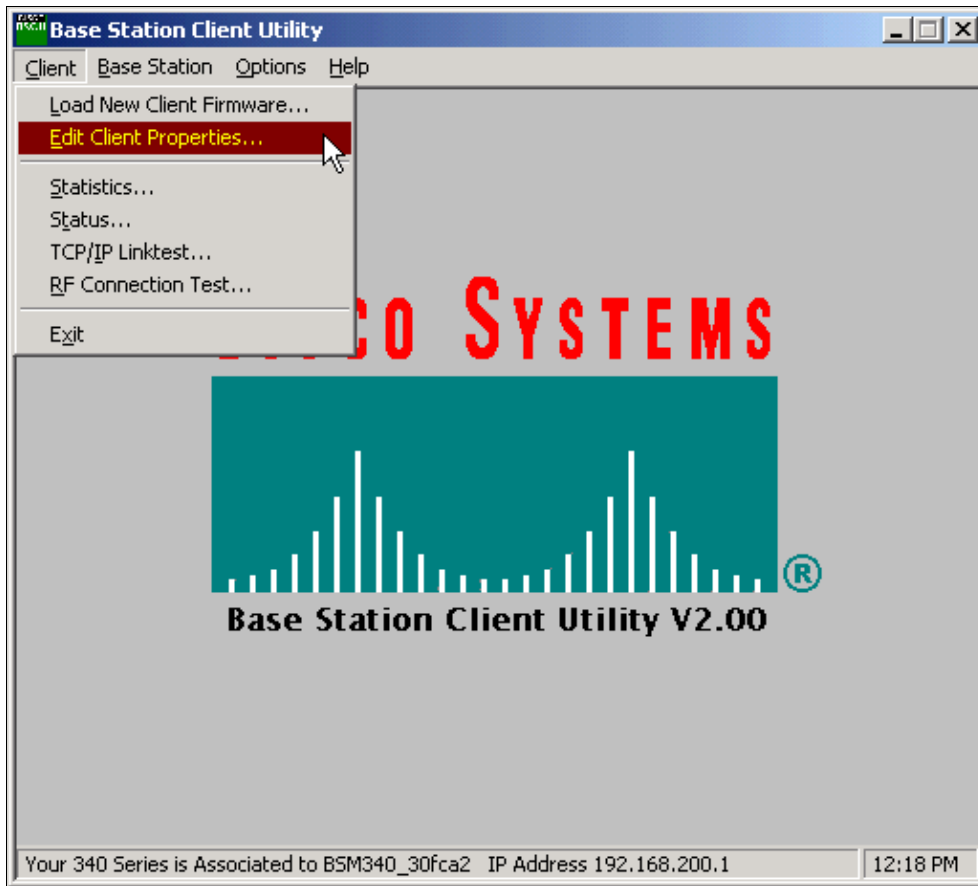 Base Station Client Utility
Client Base Station Options Help
Load New Client Firmware...
Edit Client Properties...
Statistics...
Status...
TCP/IP Linktest...
RF Connection Test...
Exit
SYSTEMS
®
Base Station Client Utility V2.00
Your 340 Series is Associated to BSM340_30fca2 IP Address 192.168.200.1
12:18 PM